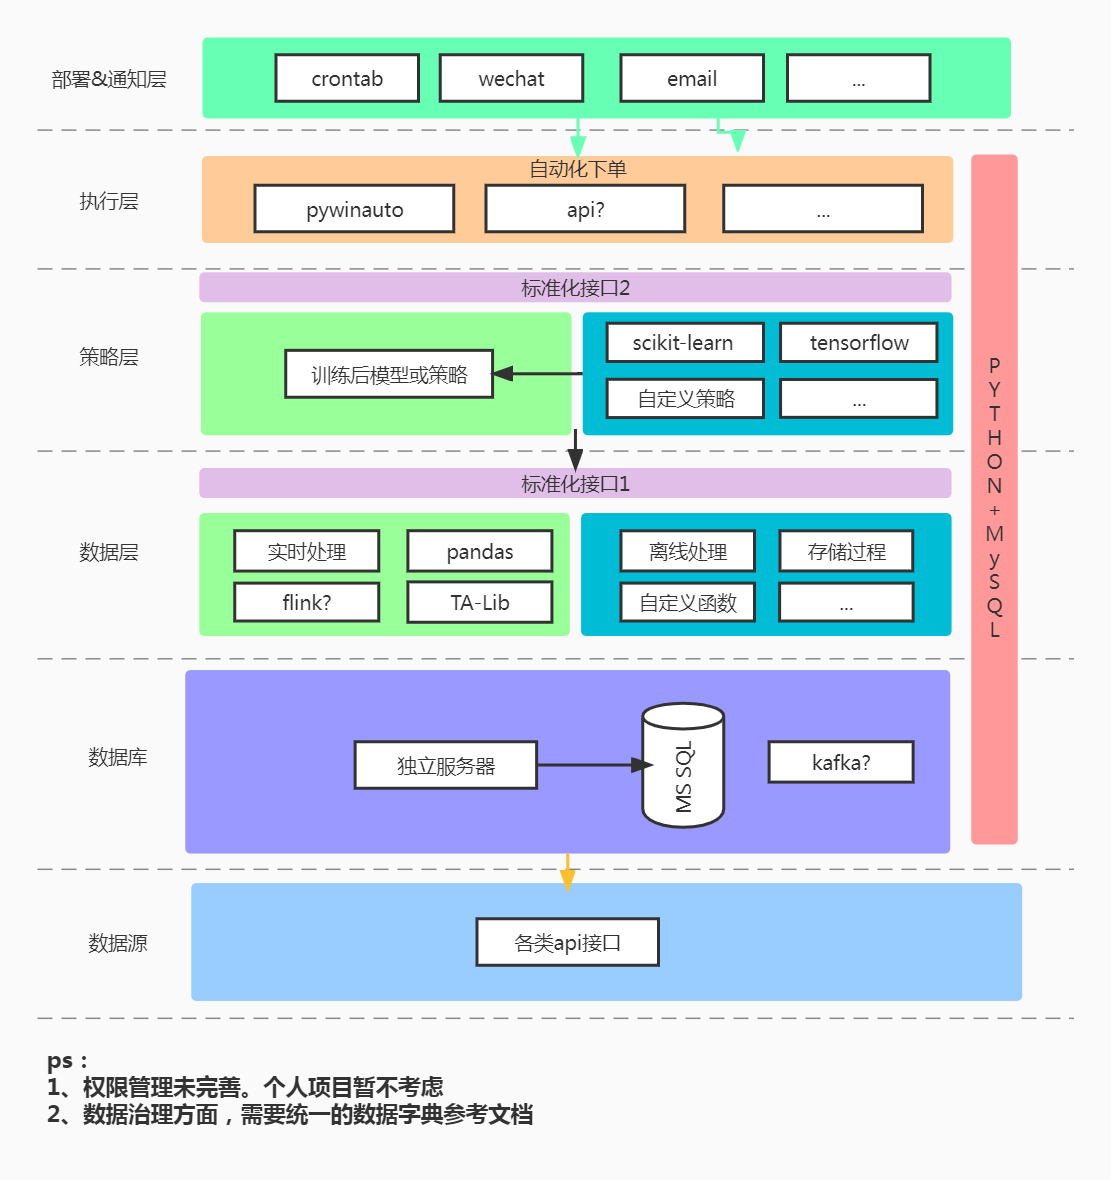 部署&通知层
crontab
wechat
email
...
执行层
自动化下单
pywinauto
api?
...
标准化接口2
策略层
训练后模型或策略
scikit-learn
tensorflow
自定义策略
...
标准化接口1
数据层
实时处理
pandas
flink?
TA-Lib
离线处理
存储过程
自定义函数
...
PYTHON+MySQL
数据库
独立服务器
MS SQL
kafka?
数据源
各类api接口
ps：
1、权限管理未完善。个人项目暂不考虑
2、数据治理方面，需要统一的数据字典参考文档